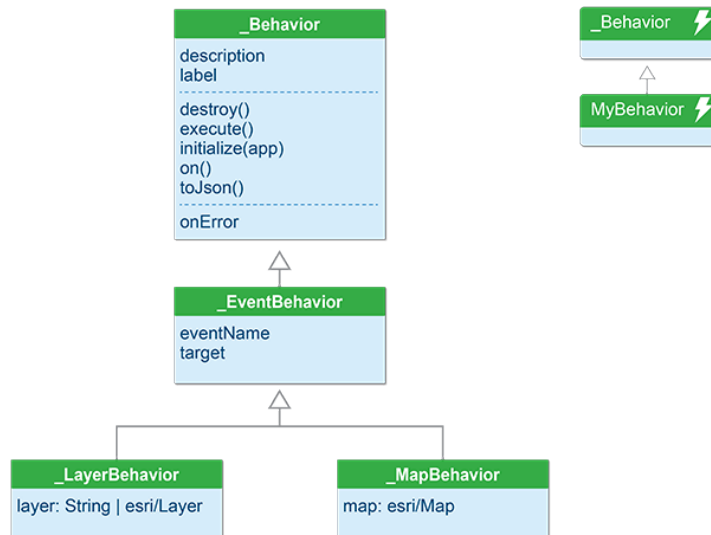 _Behavior
description
label
destroy()
execute()
initialize(app)
on()
toJson()
onError
_EventBehavior
eventName
target
_LayerBehavior
layer: String | esri/Layer
_MapBehavior
map: esri/Map
_Behavior
MyBehavior